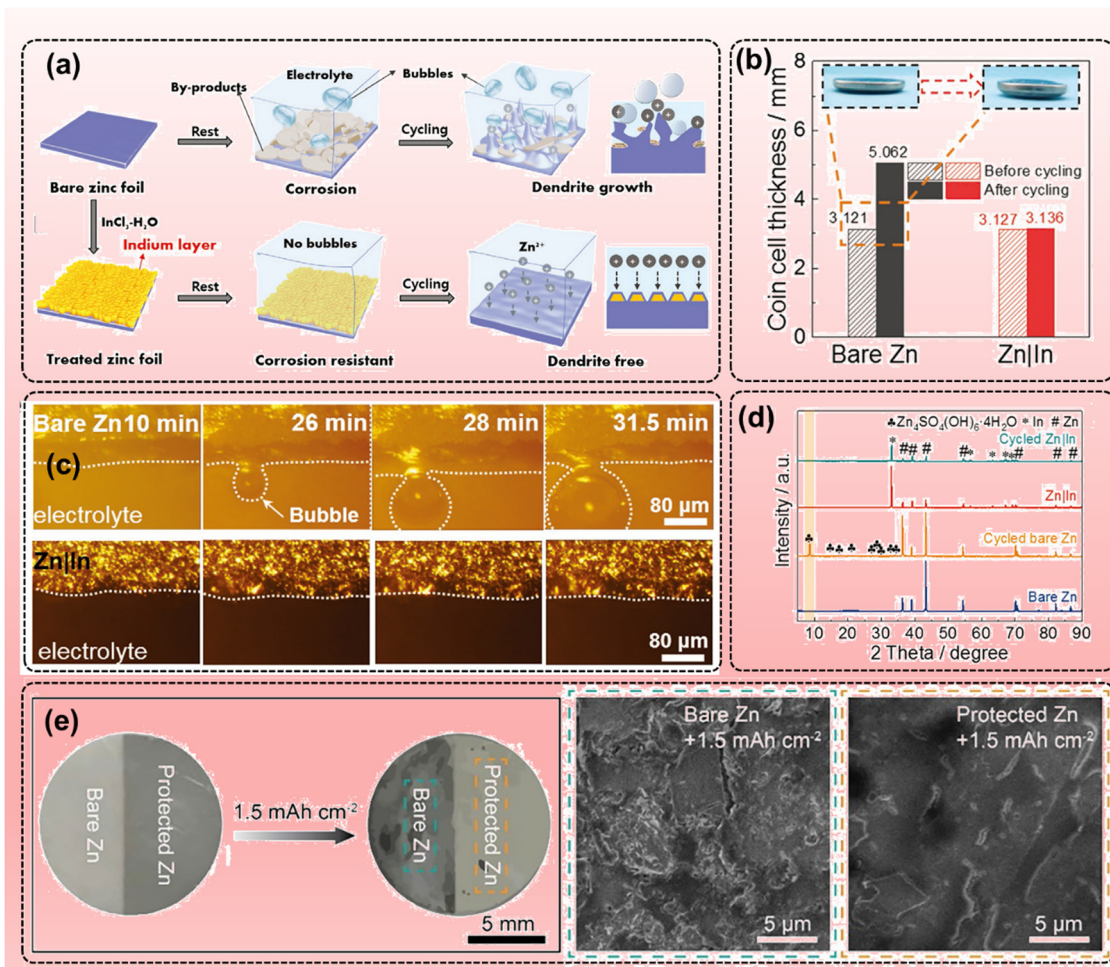 (a)
Electrolyte
Bubbles
By-products
Rest
Cycling
Bare zinc foil
Corrosion
Dendrite growth
InCl₃-H₂O
Indium layer
No bubbles
Zn²⁺
Rest
Cycling
Treated zinc foil
Corrosion resistant
Dendrite free
(b)
Coin cell thickness / mm
8
6
4
2
0
5.062
3.121
Before cycling
After cycling
3.127
3.136
Bare Zn
Zn|In
(c)
Bare Zn 10 min
26 min
28 min
31.5 min
electrolyte
Bubble
80 µm
Zn|In
electrolyte
80 µm
(d)
♣Zn₄SO₄(OH)₆·4H₂O * In # Zn
Cycled Zn|In
Zn|In
Cycled bare Zn
Bare Zn
Intensity / a.u.
10 20 30 40 50 60 70 80 90
2 Theta / degree
(e)
Bare Zn
Protected Zn
1.5 mAh cm⁻²
Bare Zn
Protected Zn
5 mm
Bare Zn
+1.5 mAh cm⁻²
5 µm
Protected Zn
+1.5 mAh cm⁻²
5 µm